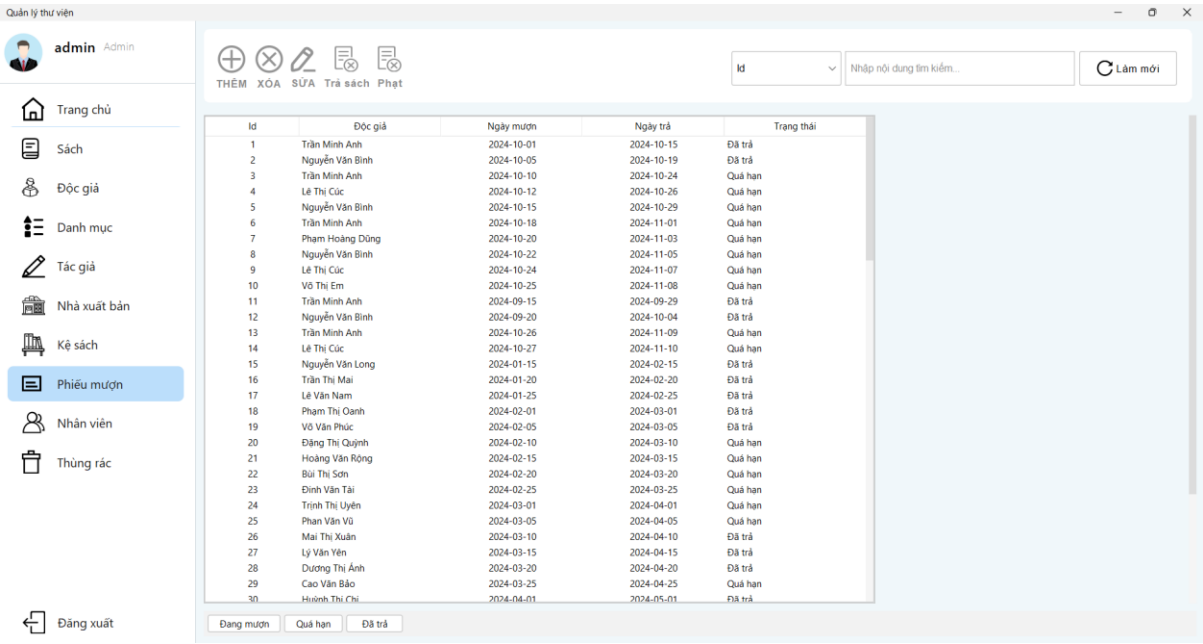 Quản lý thư viện
admin Admin
Trang chủ
Sách
Độc giả
Danh mục
Tác giả
Nhà xuất bản
Kệ sách
Phiếu mượn
Nhân viên
Thùng rác
Đăng xuất
THÊM XÓA SỬA Trả sách Phạt
Id Nhập nội dung tìm kiếm... Làm mới
Id Độc giả Ngày mượn Ngày trả Trạng thái
1 Trần Minh Anh 2024-10-01 2024-10-15 Đã trả
2 Nguyễn Văn Bình 2024-10-05 2024-10-19 Đã trả
3 Trần Minh Anh 2024-10-10 2024-10-24 Quá hạn
4 Lê Thị Cúc 2024-10-12 2024-10-26 Quá hạn
5 Nguyễn Văn Bình 2024-10-15 2024-10-29 Quá hạn
6 Trần Minh Anh 2024-10-18 2024-11-01 Quá hạn
7 Phạm Hoàng Dũng 2024-10-20 2024-11-03 Quá hạn
8 Nguyễn Văn Bình 2024-10-22 2024-11-05 Quá hạn
9 Lê Thị Cúc 2024-10-24 2024-11-07 Quá hạn
10 Võ Thị Em 2024-10-25 2024-11-08 Quá hạn
11 Trần Minh Anh 2024-09-15 2024-09-29 Đã trả
12 Nguyễn Văn Bình 2024-09-20 2024-10-04 Đã trả
13 Trần Minh Anh 2024-10-26 2024-11-09 Quá hạn
14 Lê Thị Cúc 2024-10-27 2024-11-10 Quá hạn
15 Nguyễn Văn Long 2024-01-15 2024-02-15 Đã trả
16 Trần Thị Mai 2024-01-20 2024-02-20 Đã trả
17 Lê Văn Nam 2024-01-25 2024-02-25 Đã trả
18 Phạm Thị Oanh 2024-02-01 2024-03-01 Đã trả
19 Võ Văn Phúc 2024-02-05 2024-03-05 Đã trả
20 Đặng Thị Quỳnh 2024-02-10 2024-03-10 Quá hạn
21 Hoàng Văn Rộng 2024-02-15 2024-03-15 Quá hạn
22 Bùi Thị Sơn 2024-02-20 2024-03-20 Quá hạn
23 Đinh Văn Tài 2024-02-25 2024-03-25 Quá hạn
24 Trịnh Thị Uyên 2024-03-01 2024-04-01 Quá hạn
25 Phan Văn Vũ 2024-03-05 2024-04-05 Quá hạn
26 Mai Thị Xuân 2024-03-10 2024-04-10 Đã trả
27 Lý Văn Yên 2024-03-15 2024-04-15 Đã trả
28 Dương Thị Ánh 2024-03-20 2024-04-20 Đã trả
29 Cao Văn Bảo 2024-03-25 2024-04-25 Quá hạn
30 Huỳnh Thị Chi 2024-04-01 2024-05-01 Đã trả
Đang mượn Quá hạn Đã trả